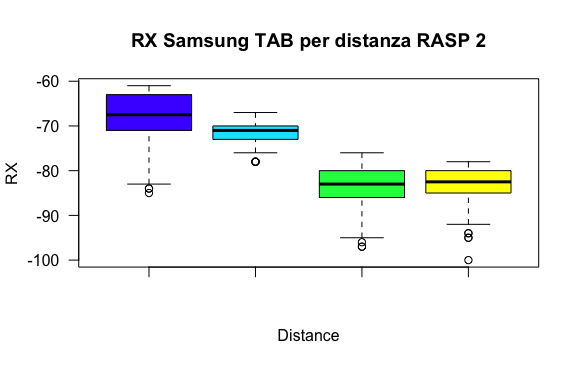 RX Samsung TAB per distanza RASP 2
-60
-70
-80
-90
-100
RX
Distance